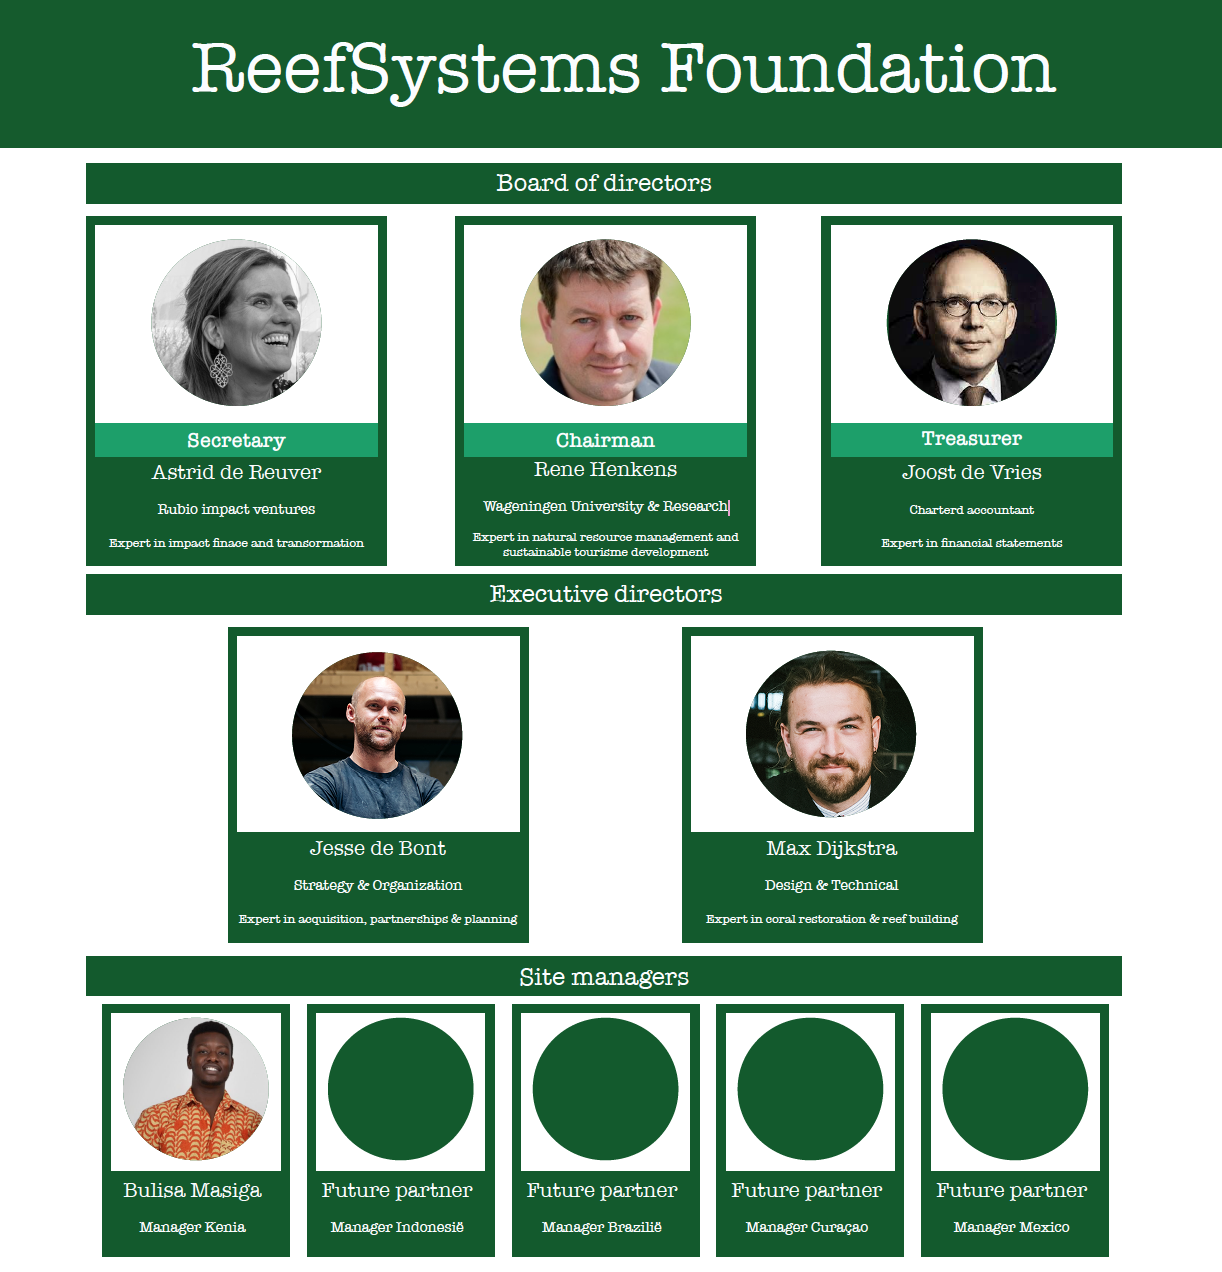 ReefSystems Foundation
Board of directors
Secretary
Astrid de Reuver
Rubio impact ventures
Expert in impact finace and transormation
Chairman
Rene Henkens
Wageningen University & Research
Expert in natural resource management and
sustainable tourisme development
Treasurer
Joost de Vries
Charterd accountant
Expert in financial statements
Executive directors
Jesse de Bont
Strategy & Organization
Expert in acquisition, partnerships & planning
Max Dijkstra
Design & Technical
Expert in coral restoration & reef building
Site managers
Bulisa Masiga
Manager Kenia
Future partner
Manager Indonesië
Future partner
Manager Brazilië
Future partner
Manager Curaçao
Future partner
Manager Mexico